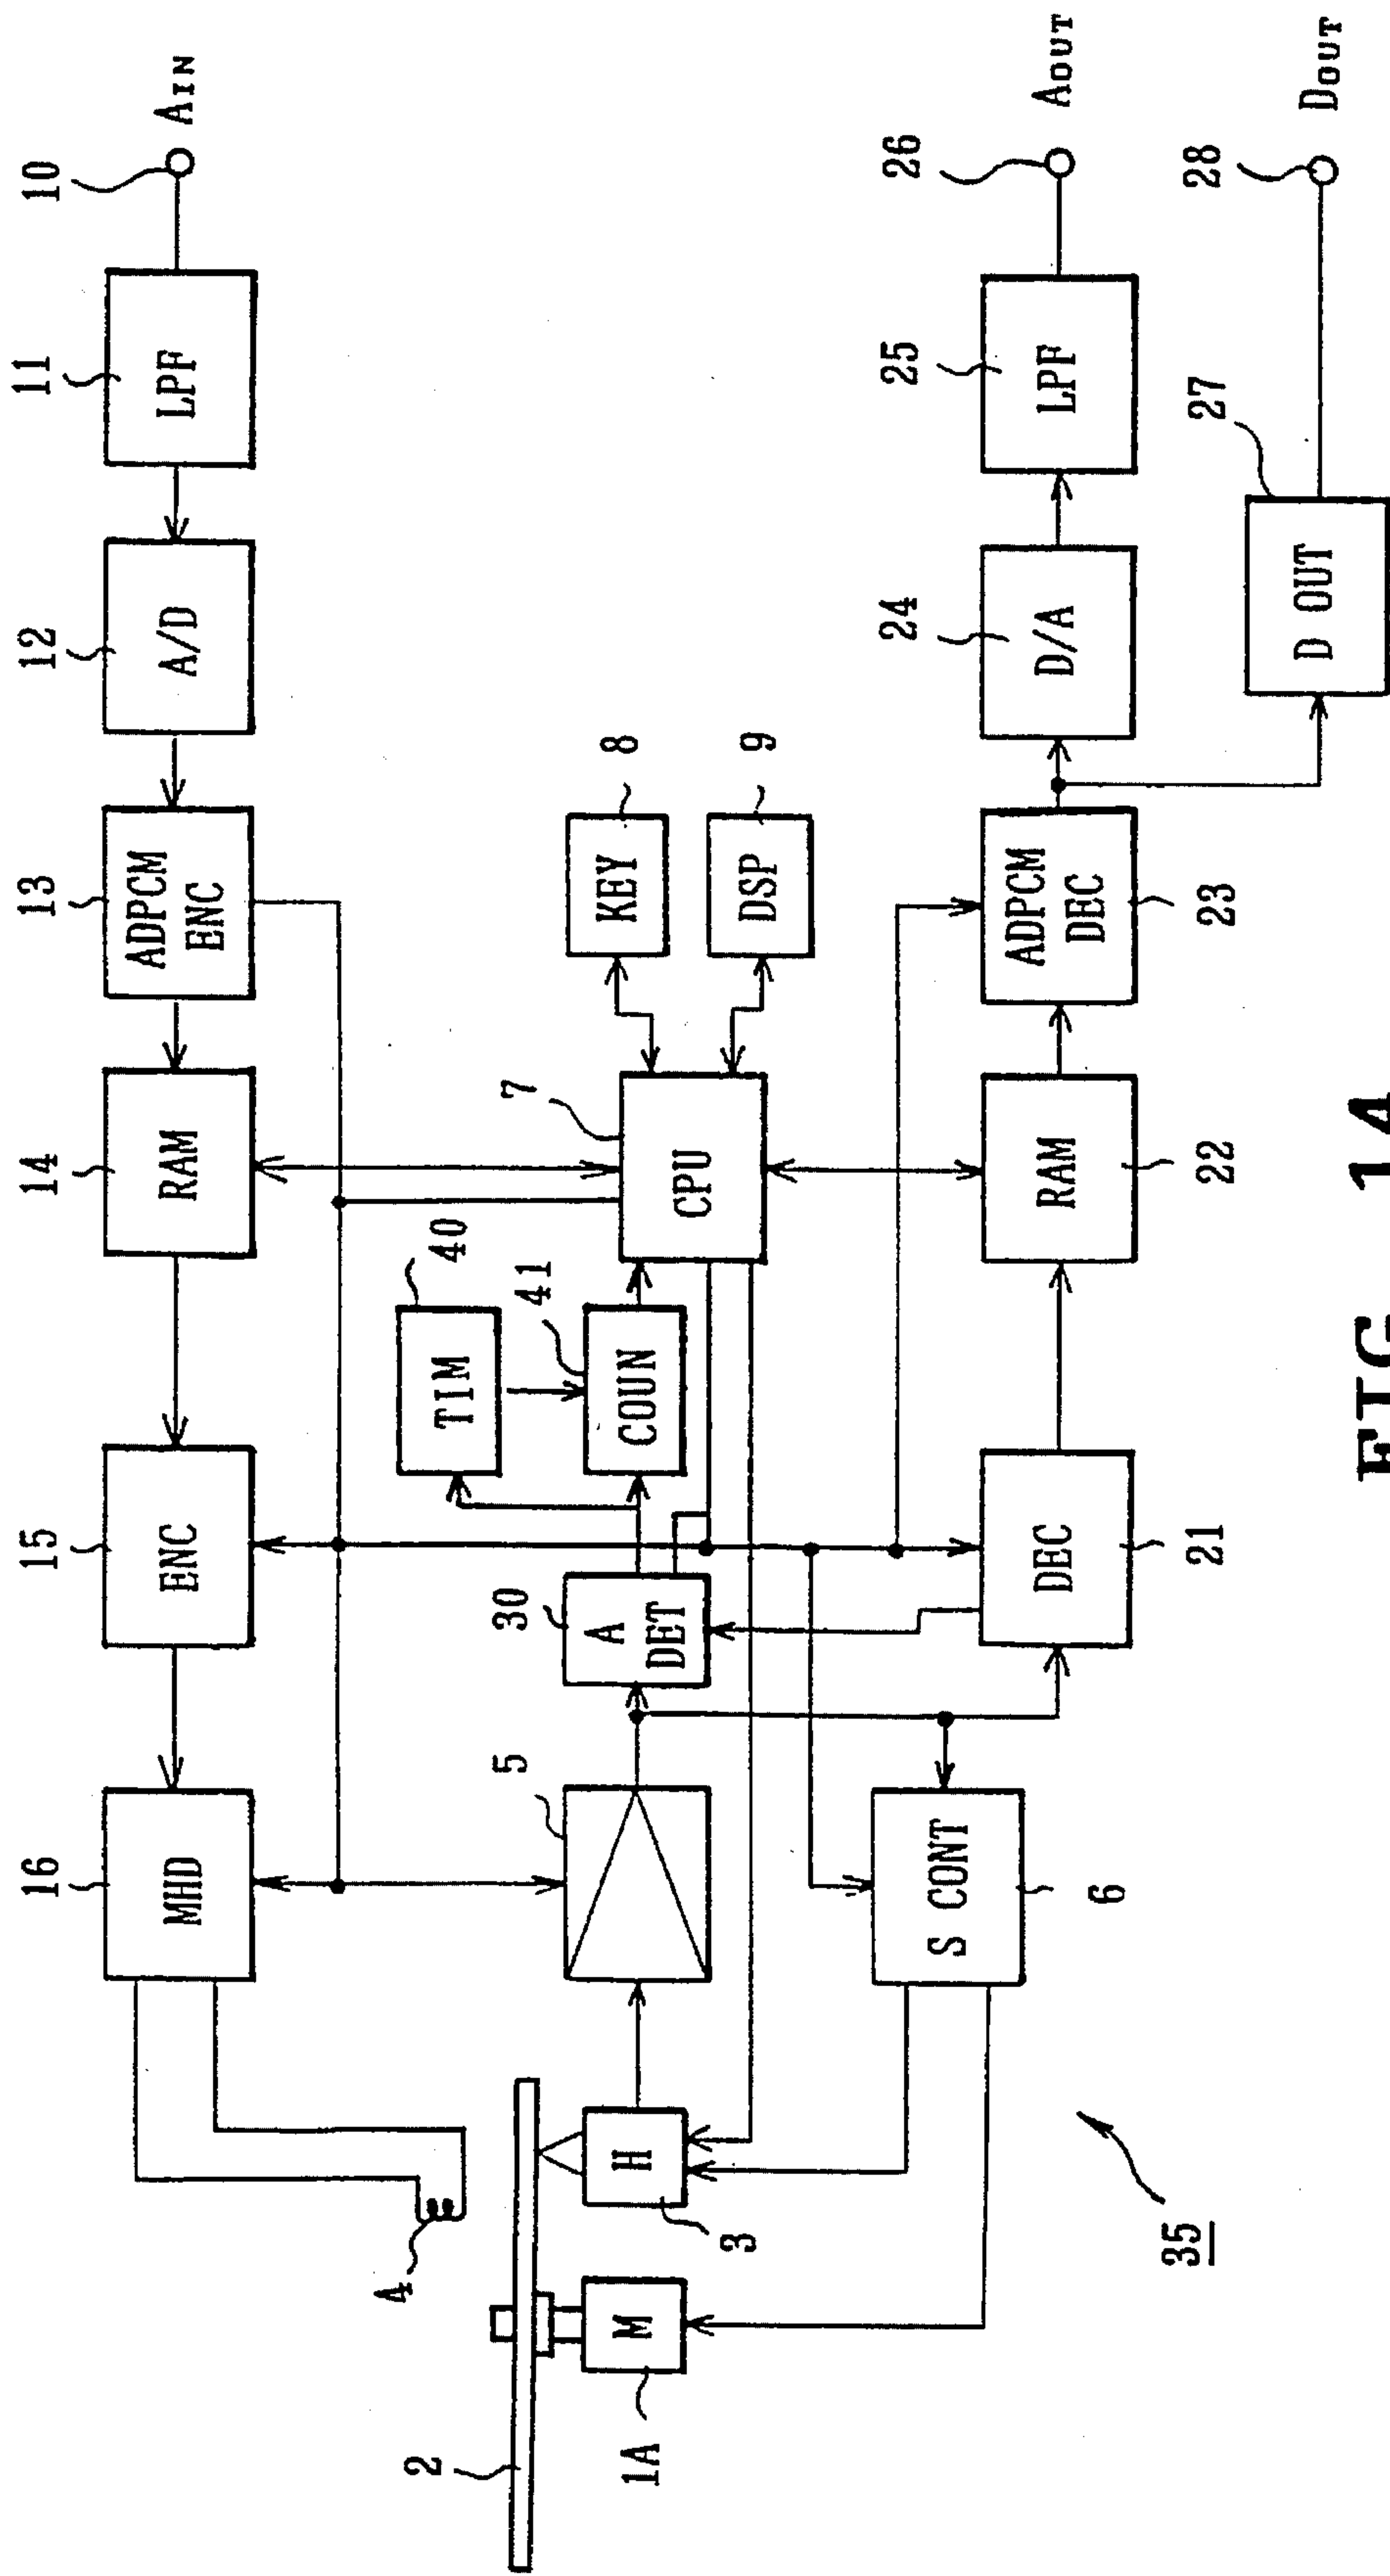 10
AIN
11
LPF
12
A/D
13
ADPCM
ENC
14
RAM
15
ENC
16
MHD
4
2
1A
M
3
H
5
30
A
DET
40
TIM
41
COUN
7
CPU
8
KEY
9
DSP
6
S CONT
21
DEC
22
RAM
23
ADPCM
DEC
24
D/A
25
LPF
26
AOUT
27
D OUT
28
DOUT
35
FIG. 14